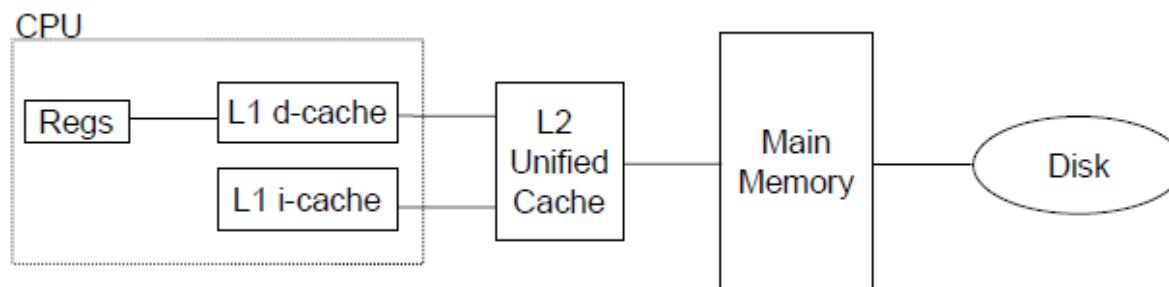 CPU
Regs
L1 d-cache
L1 i-cache
L2
Unified
Cache
Main
Memory
Disk